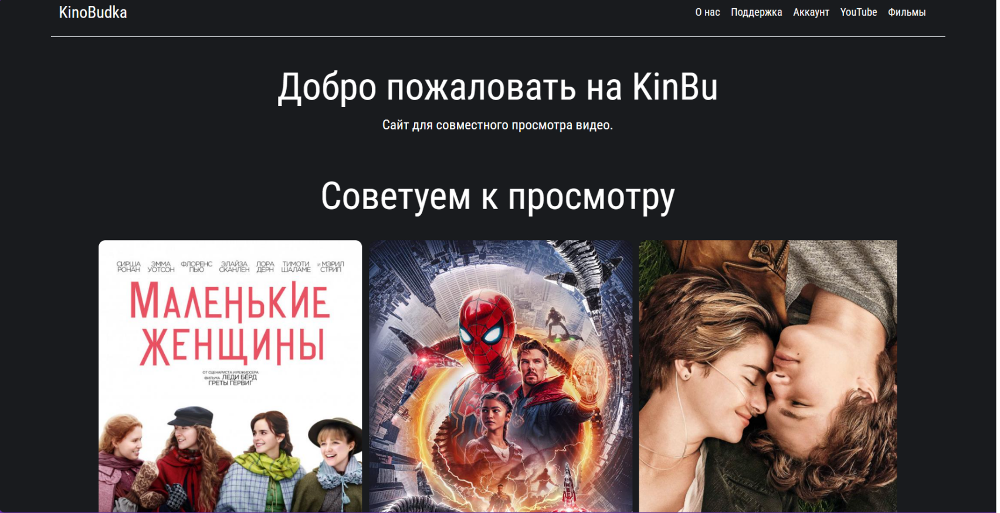 KinoBudka
О нас Поддержка Аккаунт YouTube Фильмы
Добро пожаловать на KinBu
Сайт для совместного просмотра видео.
Советуем к просмотру
СИРША ЭММА ФЛОРЕНС ЭЛАЙЗА ЛОРА ТИМОТИ И МЭРИЛ
РОНАН УОТСОН ПЬЮ СКАНЛЕН ДЕРН ШАЛАМЕ СТРИП
МАЛЕНЬКИЕ
ЖЕНЩИНЫ
ОТ СЦЕНАРИСТА И РЕЖИССЕРА
ФИЛЬМА ЛЕДИ БЁРД
ГРЕТЫ ГЕРВИГ